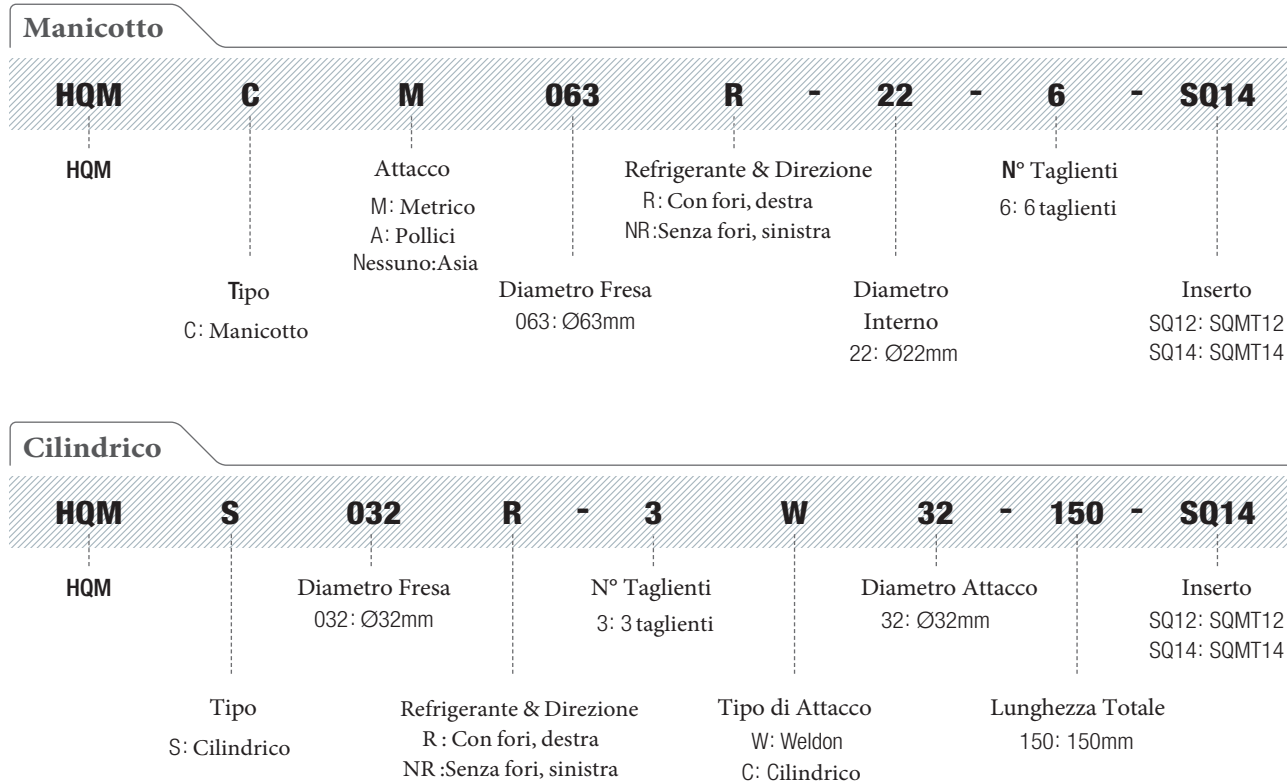 Manicotto
HQM C M 063 R - 22 - 6 - SQ14
HQM
Attacco
M: Metrico
A: Pollici
Nessuno:Asia
Refrigerante & Direzione
R: Con fori, destra
NR:Senza fori, sinistra
N° Taglienti
6: 6 taglienti
Tipo
C: Manicotto
Diametro Fresa
063: Ø63mm
Diametro
Interno
22: Ø22mm
Inserto
SQ12: SQMT12
SQ14: SQMT14
Cilindrico
HQM S 032 R - 3 W 32 - 150 - SQ14
HQM
Diametro Fresa
032: Ø32mm
N° Taglienti
3: 3 taglienti
Diametro Attacco
32: Ø32mm
Inserto
SQ12: SQMT12
SQ14: SQMT14
Tipo
S: Cilindrico
Refrigerante & Direzione
R : Con fori, destra
NR :Senza fori, sinistra
Tipo di Attacco
W: Weldon
C: Cilindrico
Lunghezza Totale
150: 150mm